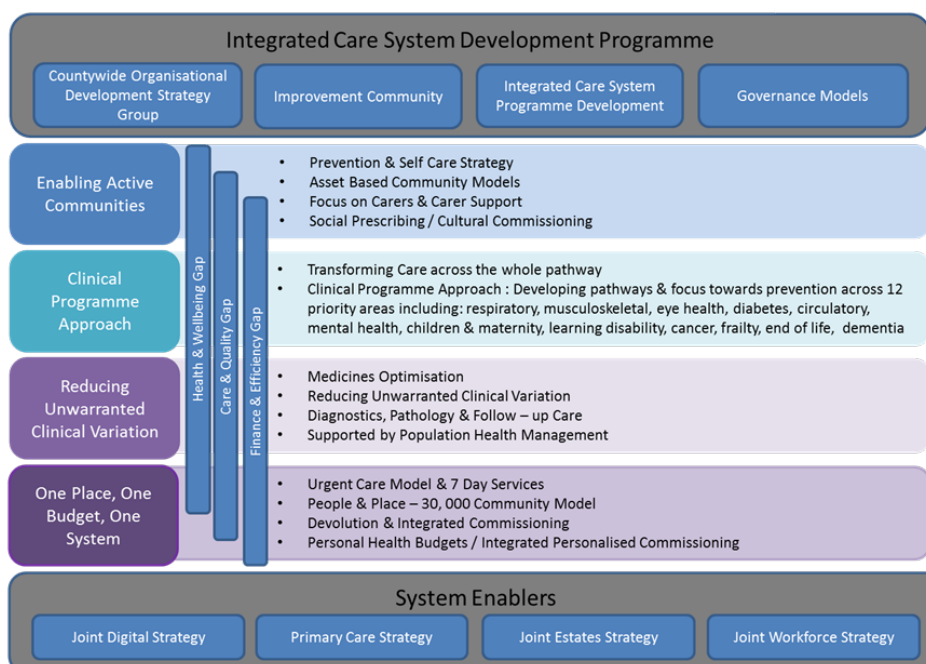 Integrated Care System Development Programme
Countywide Organisational
Development Strategy
Group
Improvement Community
Integrated Care System
Programme Development
Governance Models
Enabling Active
Communities
• Prevention & Self Care Strategy
• Asset Based Community Models
• Focus on Carers & Carer Support
• Social Prescribing / Cultural Commissioning
Clinical
Programme
Approach
• Transforming Care across the whole pathway
• Clinical Programme Approach : Developing pathways & focus towards prevention across 12
priority areas including: respiratory, musculoskeletal, eye health, diabetes, circulatory,
mental health, children & maternity, learning disability, cancer, frailty, end of life, dementia
Reducing
Unwarranted
Clinical Variation
• Medicines Optimisation
• Reducing Unwarranted Clinical Variation
• Diagnostics, Pathology & Follow – up Care
• Supported by Population Health Management
One Place, One
Budget, One
System
• Urgent Care Model & 7 Day Services
• People & Place – 30, 000 Community Model
• Devolution & Integrated Commissioning
• Personal Health Budgets / Integrated Personalised Commissioning
Health & Wellbeing Gap
Care & Quality Gap
Finance & Efficiency Gap
System Enablers
Joint Digital Strategy
Primary Care Strategy
Joint Estates Strategy
Joint Workforce Strategy